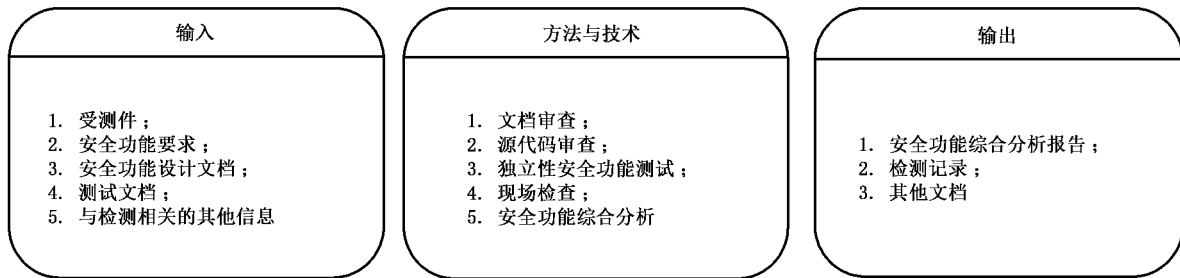 输入
1. 受测件；
2. 安全功能要求；
3. 安全功能设计文档；
4. 测试文档；
5. 与检测相关的其他信息
方法与技术
1. 文档审查；
2. 源代码审查；
3. 独立性安全功能测试；
4. 现场检查；
5. 安全功能综合分析
输出
1. 安全功能综合分析报告；
2. 检测记录；
3. 其他文档